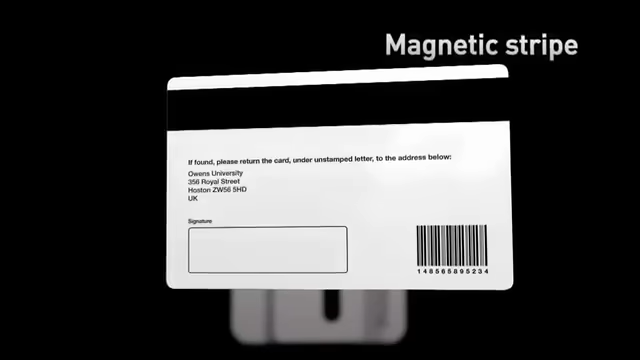 Magnetic stripe
If found, please return the card, under unstamped letter, to the address below:
Owens University
356 Royal Street
Hoston ZW56 5HD
UK
Signature
148565895234